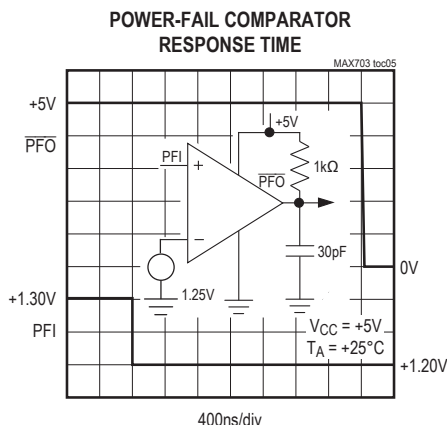 POWER-FAIL COMPARATOR
RESPONSE TIME
MAX703 toc05
+5V
+5V
PFO
PFI
+
PFO
1kΩ
−
30pF
0V
+1.30V
1.25V
PFI
VCC = +5V
TA = +25°C
+1.20V
400ns/div